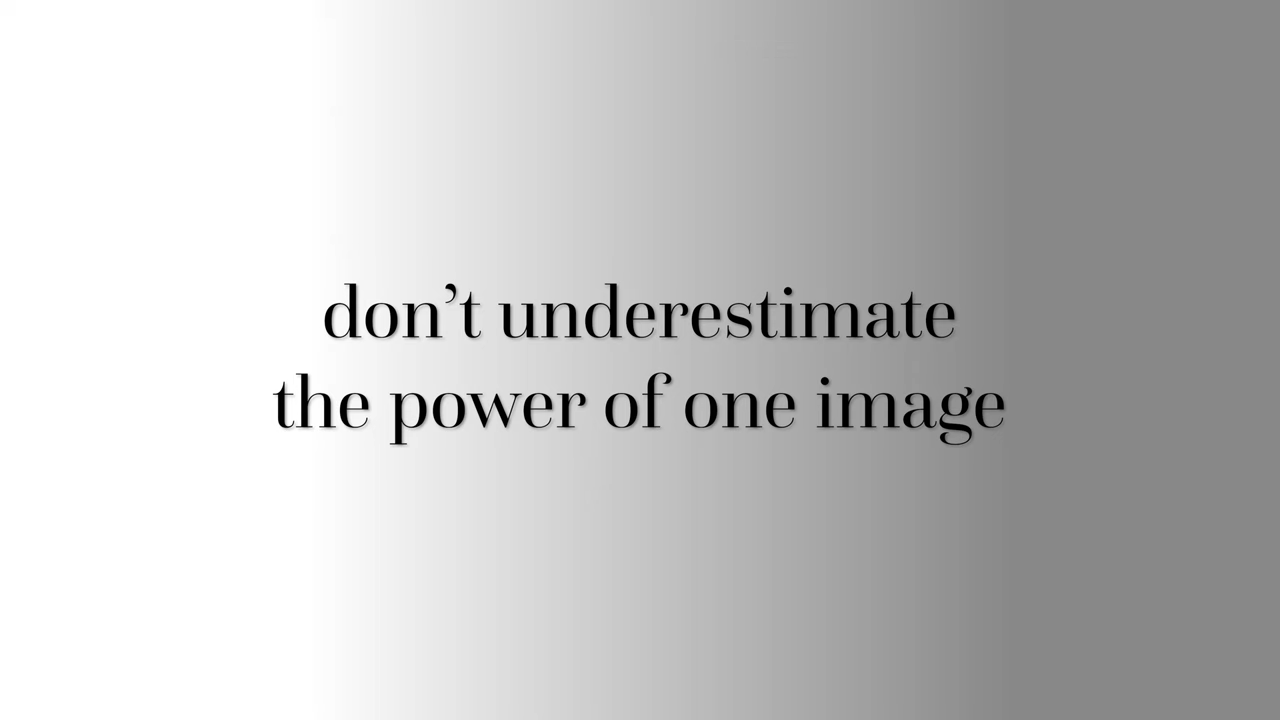 don’t underestimate
the power of one image